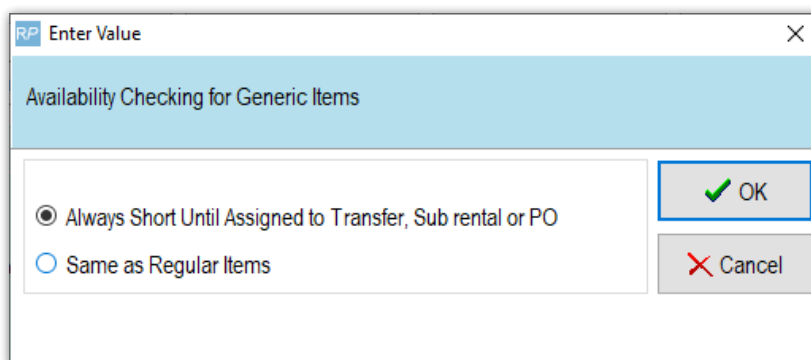 RP Enter Value
Availability Checking for Generic Items
Always Short Until Assigned to Transfer, Sub rental or PO
OK
Same as Regular Items
Cancel